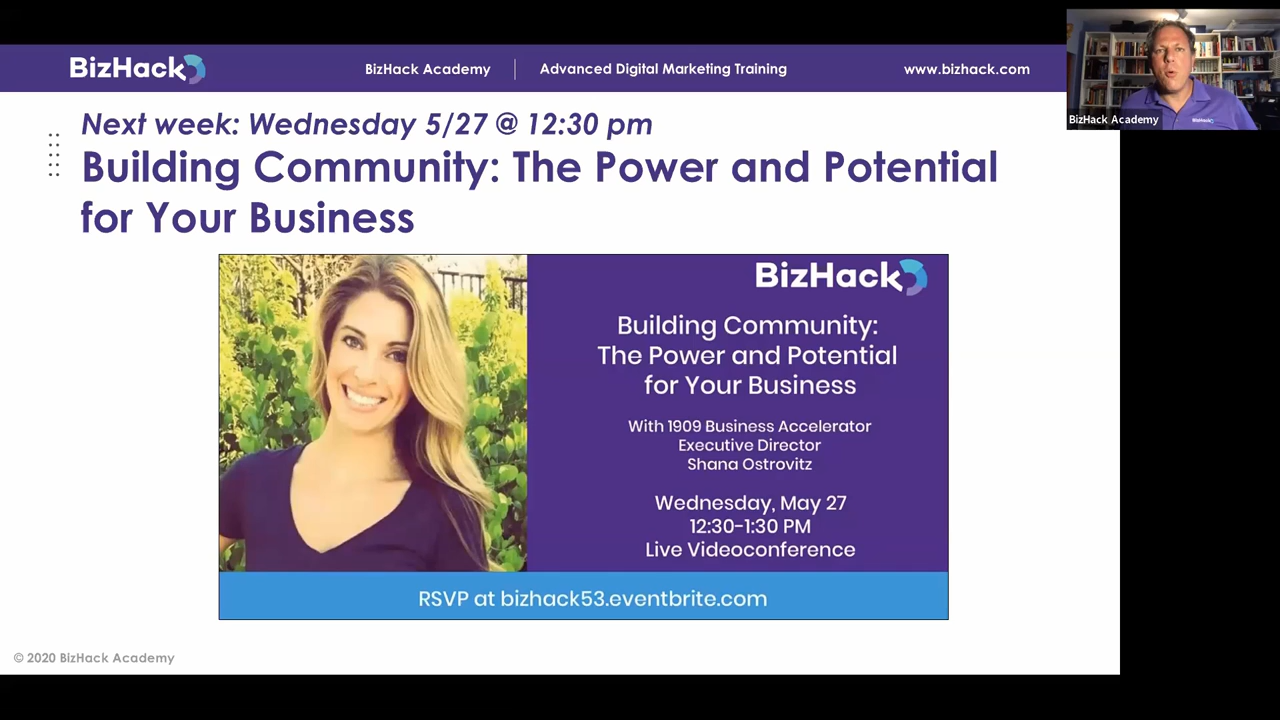 BizHack
BizHack Academy
Advanced Digital Marketing Training
www.bizhack.com
BizHack Academy
Next week: Wednesday 5/27 @ 12:30 pm
Building Community: The Power and Potential
for Your Business
BizHack
Building Community:
The Power and Potential
for Your Business
With 1909 Business Accelerator
Executive Director
Shana Ostrovitz
Wednesday, May 27
12:30-1:30 PM
Live Videoconference
RSVP at bizhack53.eventbrite.com
© 2020 BizHack Academy